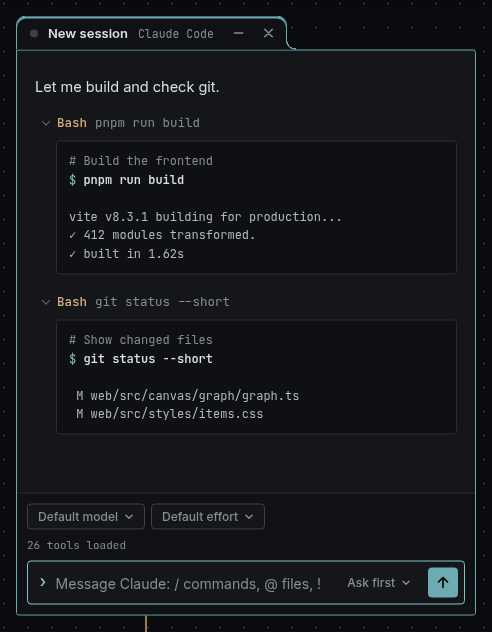 New session Claude Code
Let me build and check git.
Bash pnpm run build
# Build the frontend
$ pnpm run build
vite v8.3.1 building for production...
✓ 412 modules transformed.
✓ built in 1.62s
Bash git status --short
# Show changed files
$ git status --short
M web/src/canvas/graph/graph.ts
M web/src/styles/items.css
Default model Default effort
26 tools loaded
› Message Claude: / commands, @ files, ! Ask first